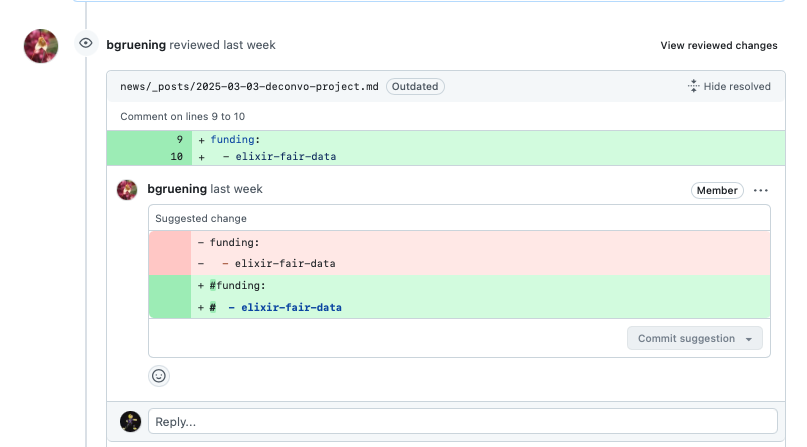 bgruening reviewed last week
View reviewed changes
news/_posts/2025-03-03-deconvo-project.md Outdated Hide resolved
Comment on lines 9 to 10
9 + funding:
10 + - elixir-fair-data
bgruening last week Member ...
Suggested change
- funding:
- - elixir-fair-data
+ #funding:
+ # - elixir-fair-data
Commit suggestion
Reply...